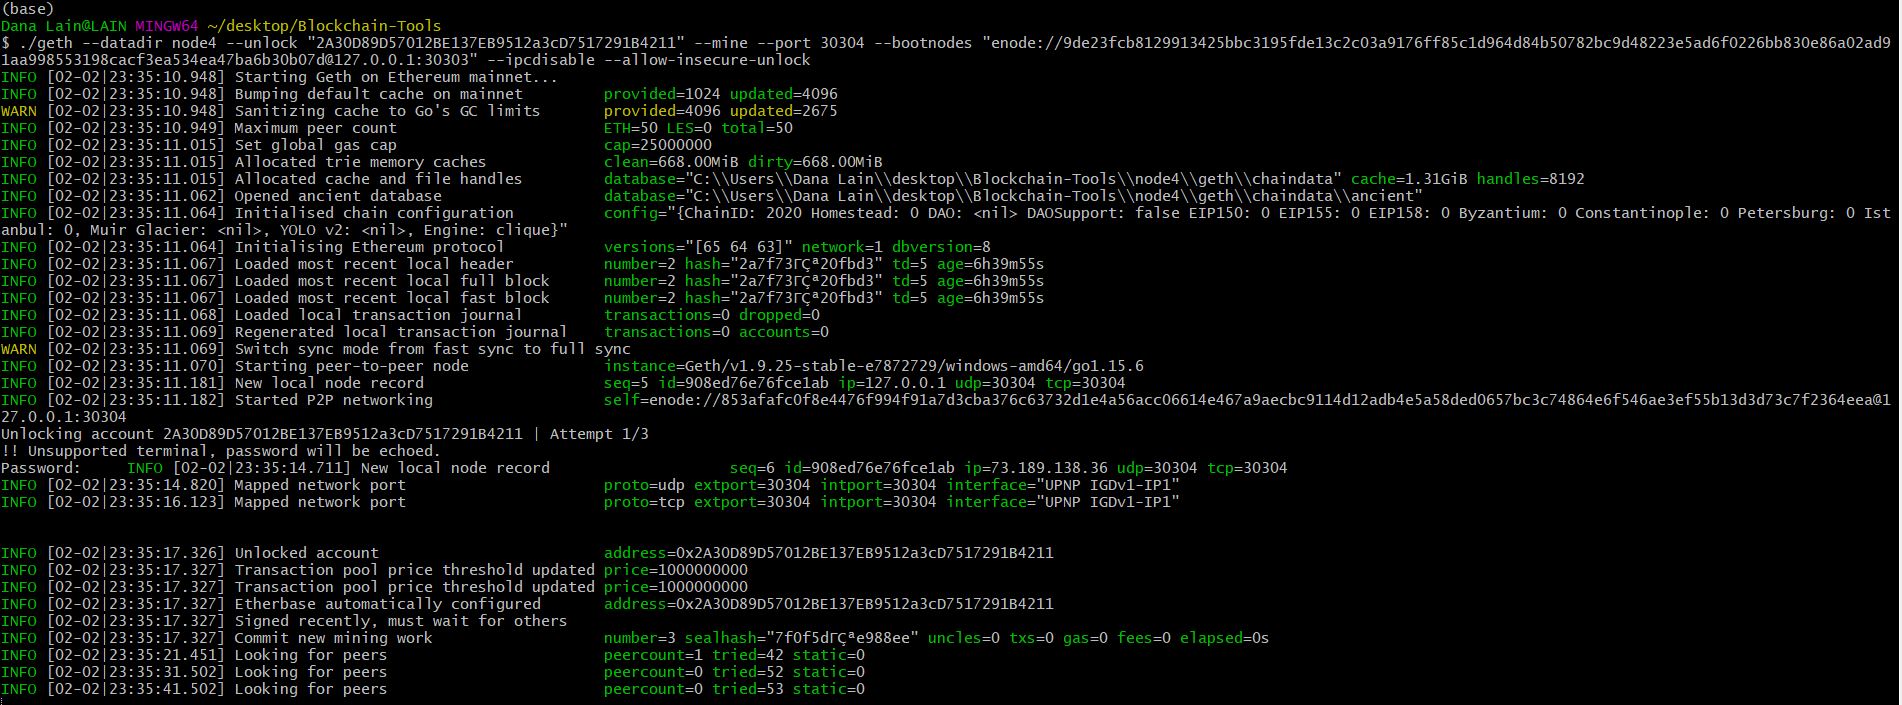 (base)
Dana Lain@LAIN MINGW64 ~/desktop/Blockchain-Tools
$ ./geth --datadir node4 --unlock "2A30D89D57012BE137EB9512a3cD7517291B4211" --mine --port 30304 --bootnodes "enode://9de23fcb8129913425bbc3195fde13c2c03a9176ff85c1d964d84b50782bc9d48223e5ad6f0226bb830e86a02ad9
1aa998553198cacf3ea534ea47ba6b30b07d@127.0.0.1:30303" --ipcdisable --allow-insecure-unlock
INFO [02-02|23:35:10.948] Starting Geth on Ethereum mainnet...
INFO [02-02|23:35:10.948] Bumping default cache on mainnet provided=1024 updated=4096
WARN [02-02|23:35:10.948] Sanitizing cache to Go's GC limits provided=4096 updated=2675
INFO [02-02|23:35:10.949] Maximum peer count ETH=50 LES=0 total=50
INFO [02-02|23:35:11.015] Set global gas cap cap=25000000
INFO [02-02|23:35:11.015] Allocated trie memory caches clean=668.00MiB dirty=668.00MiB
INFO [02-02|23:35:11.015] Allocated cache and file handles database="C:\\Users\\Dana Lain\\desktop\\Blockchain-Tools\\node4\\geth\\chaindata" cache=1.31GiB handles=8192
INFO [02-02|23:35:11.062] Opened ancient database database="C:\\Users\\Dana Lain\\desktop\\Blockchain-Tools\\node4\\geth\\chaindata\\ancient"
INFO [02-02|23:35:11.064] Initialised chain configuration config="{ChainID: 2020 Homestead: 0 DAO: <nil> DAOSupport: false EIP150: 0 EIP155: 0 EIP158: 0 Byzantium: 0 Constantinople: 0 Petersburg: 0 Ist
anbul: 0, Muir Glacier: <nil>, YOLO v2: <nil>, Engine: clique}"
INFO [02-02|23:35:11.064] Initialising Ethereum protocol versions="[65 64 63]" network=1 dbversion=8
INFO [02-02|23:35:11.067] Loaded most recent local header number=2 hash="2a7f73ΓÇª20fbd3" td=5 age=6h39m55s
INFO [02-02|23:35:11.067] Loaded most recent local full block number=2 hash="2a7f73ΓÇª20fbd3" td=5 age=6h39m55s
INFO [02-02|23:35:11.067] Loaded most recent local fast block number=2 hash="2a7f73ΓÇª20fbd3" td=5 age=6h39m55s
INFO [02-02|23:35:11.068] Loaded local transaction journal transactions=0 dropped=0
INFO [02-02|23:35:11.069] Regenerated local transaction journal transactions=0 accounts=0
WARN [02-02|23:35:11.069] Switch sync mode from fast sync to full sync
INFO [02-02|23:35:11.070] Starting peer-to-peer node instance=Geth/v1.9.25-stable-e7872729/windows-amd64/go1.15.6
INFO [02-02|23:35:11.181] New local node record seq=5 id=908ed76e76fce1ab ip=127.0.0.1 udp=30304 tcp=30304
INFO [02-02|23:35:11.182] Started P2P networking self=enode://853afafc0f8e4476f994f91a7d3cba376c63732d1e4a56acc06614e467a9aecbc9114d12adb4e5a58ded0657bc3c74864e6f546ae3ef55b13d3d73c7f2364eea@1
27.0.0.1:30304
Unlocking account 2A30D89D57012BE137EB9512a3cD7517291B4211 | Attempt 1/3
!! Unsupported terminal, password will be echoed.
Password: INFO [02-02|23:35:14.711] New local node record seq=6 id=908ed76e76fce1ab ip=73.189.138.36 udp=30304 tcp=30304
INFO [02-02|23:35:14.820] Mapped network port proto=udp extport=30304 intport=30304 interface="UPNP IGDv1-IP1"
INFO [02-02|23:35:16.123] Mapped network port proto=tcp extport=30304 intport=30304 interface="UPNP IGDv1-IP1"
INFO [02-02|23:35:17.326] Unlocked account address=0x2A30D89D57012BE137EB9512a3cD7517291B4211
INFO [02-02|23:35:17.327] Transaction pool price threshold updated price=1000000000
INFO [02-02|23:35:17.327] Transaction pool price threshold updated price=1000000000
INFO [02-02|23:35:17.327] Etherbase automatically configured address=0x2A30D89D57012BE137EB9512a3cD7517291B4211
INFO [02-02|23:35:17.327] Signed recently, must wait for others
INFO [02-02|23:35:17.327] Commit new mining work number=3 sealhash="7f0f5dΓÇªe988ee" uncles=0 txs=0 gas=0 fees=0 elapsed=0s
INFO [02-02|23:35:21.451] Looking for peers peercount=1 tried=42 static=0
INFO [02-02|23:35:31.502] Looking for peers peercount=0 tried=52 static=0
INFO [02-02|23:35:41.502] Looking for peers peercount=0 tried=53 static=0